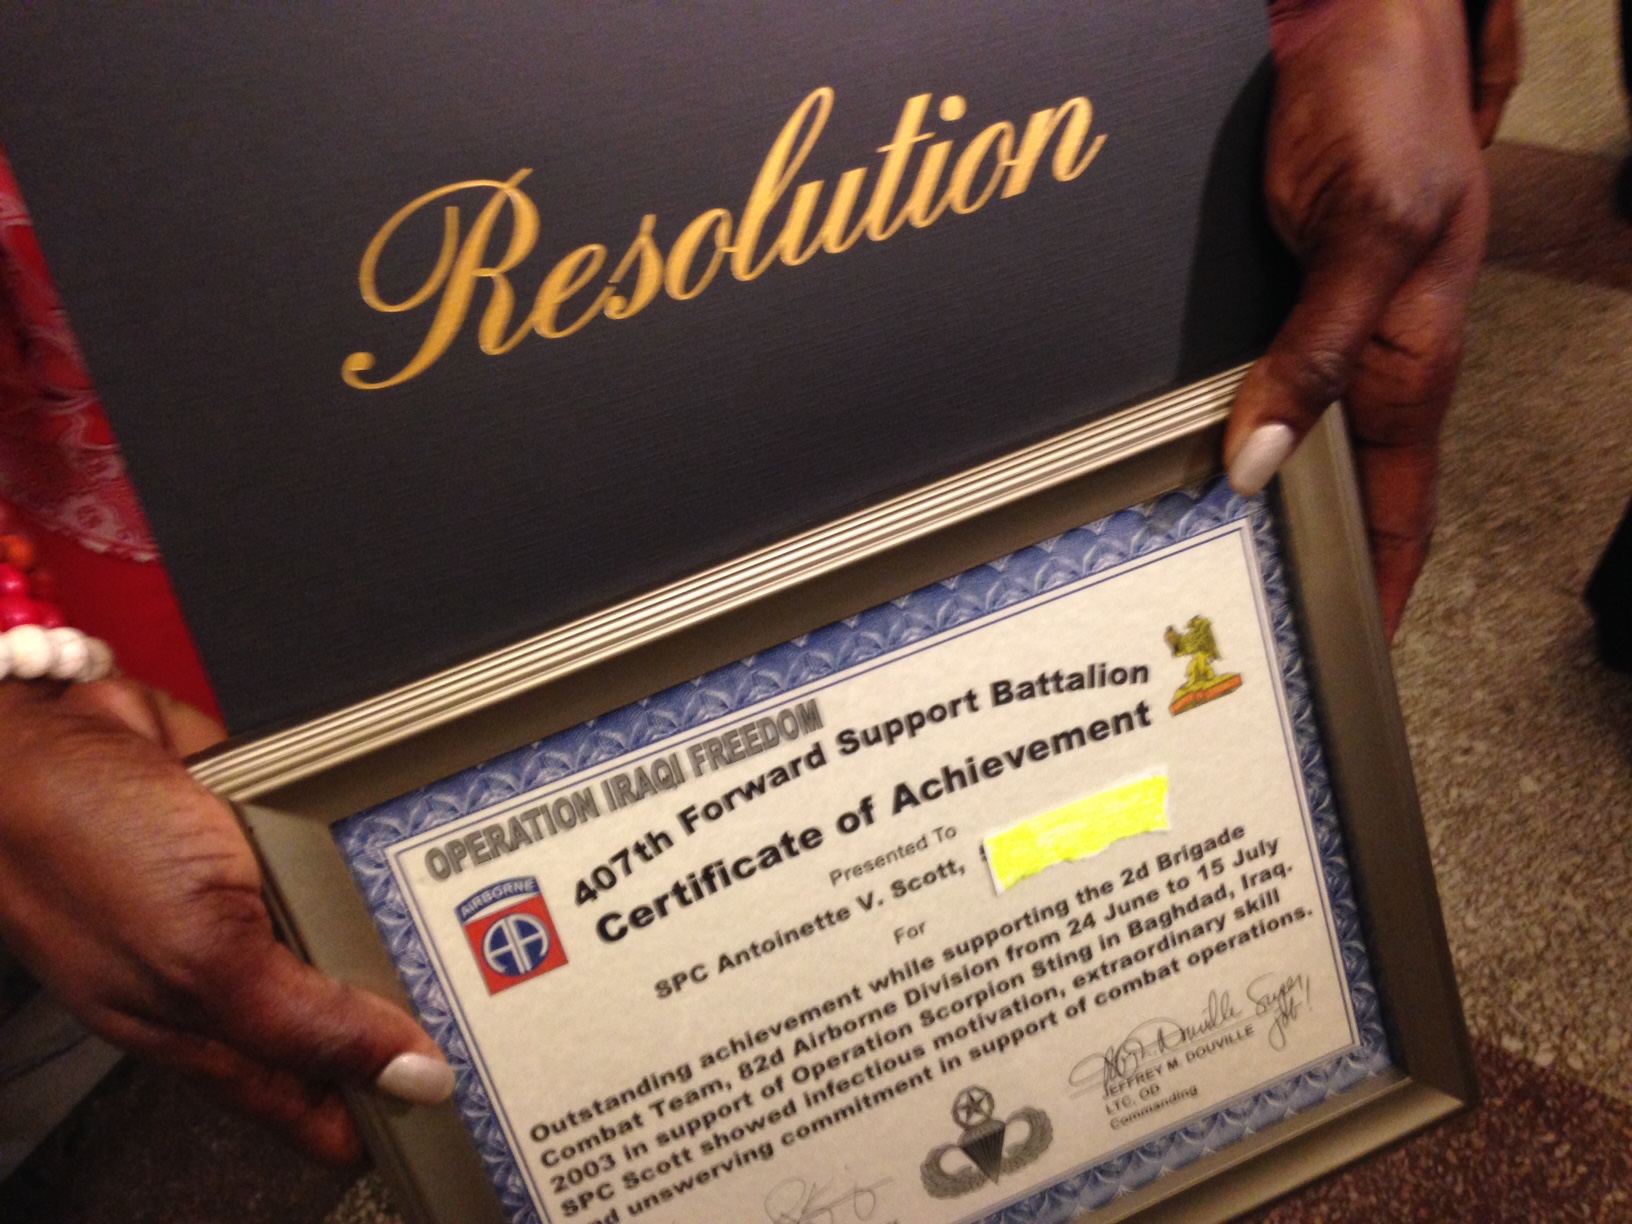 Resolution
OPERATION IRAQI FREEDOM
407th Forward Support Battalion
Certificate of Achievement
Presented To
SPC Antoinette V. Scott,
For
AIRBORNE
AA
Outstanding achievement while supporting the 2d Brigade
Combat Team, 82d Airborne Division from 24 June to 15 July
2003 in support of Operation Scorpion Sting in Baghdad, Iraq.
SPC Scott showed infectious motivation, extraordinary skill
and unswerving commitment in support of combat operations.
Super
job!
JEFFREY M. DOUVILLE
LTC, OD
Commanding